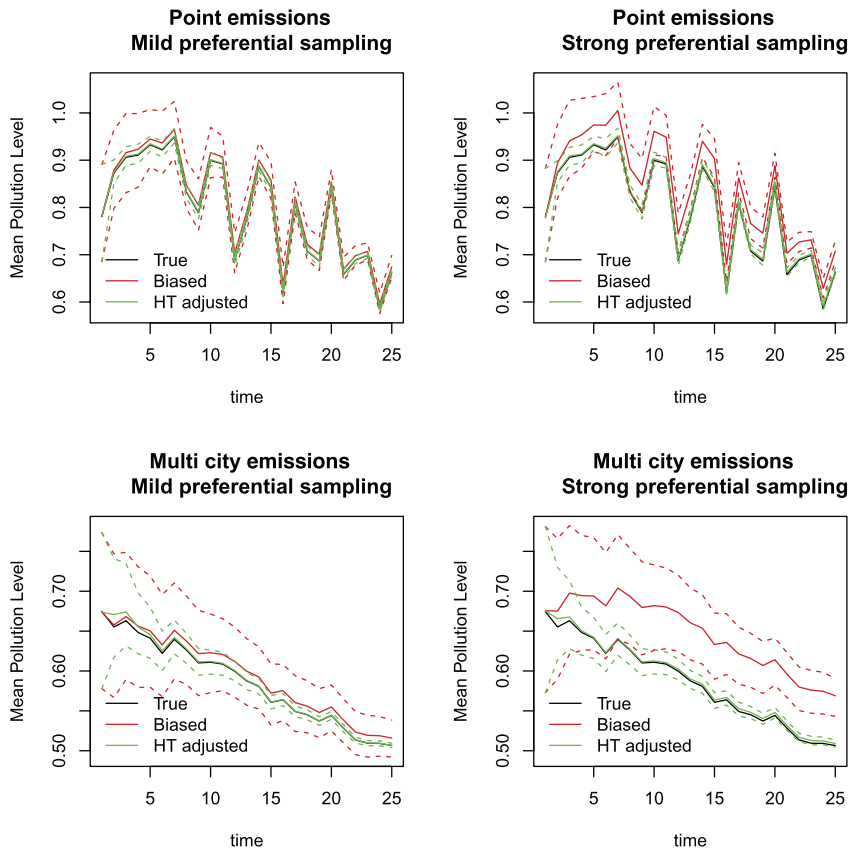 Point emissions
Mild preferential sampling
Mean Pollution Level
1.0
0.9
0.8
0.7
0.6
True
Biased
HT adjusted
5 10 15 20 25
time
Point emissions
Strong preferential sampling
Mean Pollution Level
1.0
0.9
0.8
0.7
0.6
True
Biased
HT adjusted
5 10 15 20 25
time
Multi city emissions
Mild preferential sampling
Mean Pollution Level
0.70
0.60
0.50
True
Biased
HT adjusted
5 10 15 20 25
time
Multi city emissions
Strong preferential sampling
Mean Pollution Level
0.70
0.60
0.50
True
Biased
HT adjusted
5 10 15 20 25
time